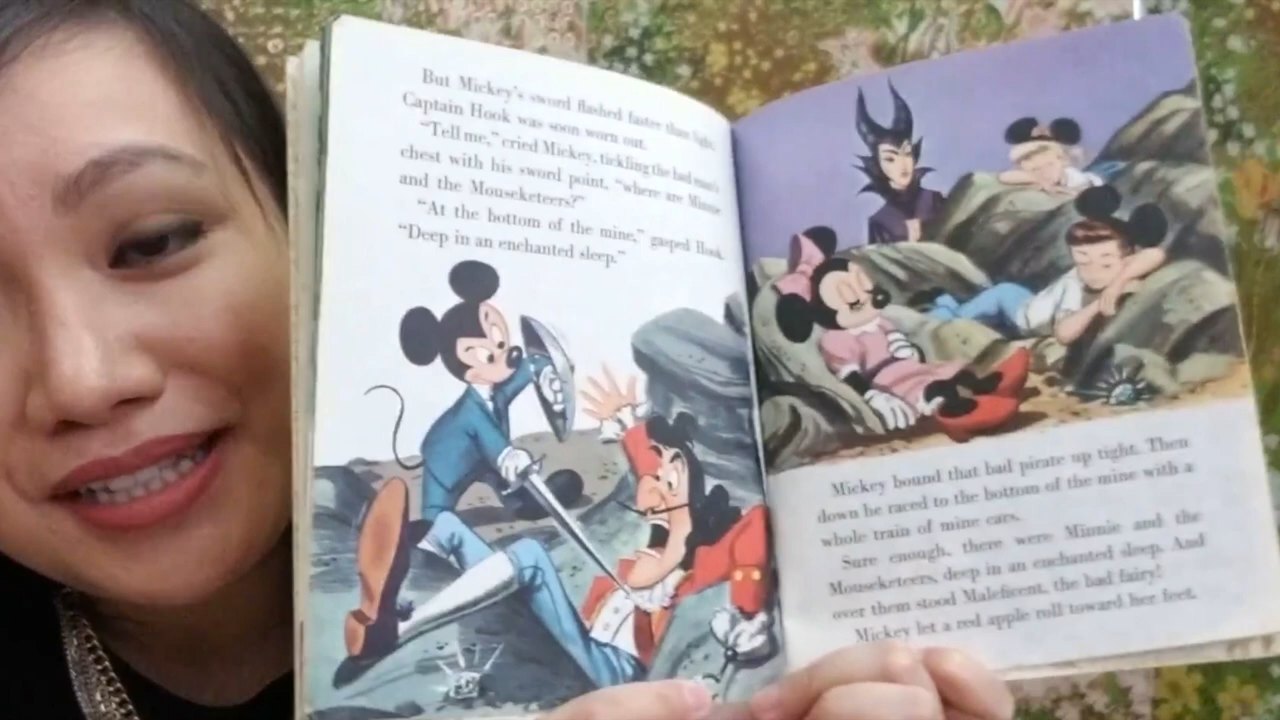 But Mickey's sword flashed faster than light.
Captain Hook was soon worn out.
"Tell me," cried Mickey, tickling the bad man's
chest with his sword point, "where are Minnie
and the Mouseketeers?"
"At the bottom of the mine," gasped Hook.
"Deep in an enchanted sleep."
Mickey bound that bad pirate up tight. Then
down he raced to the bottom of the mine with a
whole train of mine cars.
Sure enough, there were Minnie and the
Mouseketeers, deep in an enchanted sleep. And
over them stood Maleficent, the bad fairy!
Mickey let a red apple roll toward her feet.